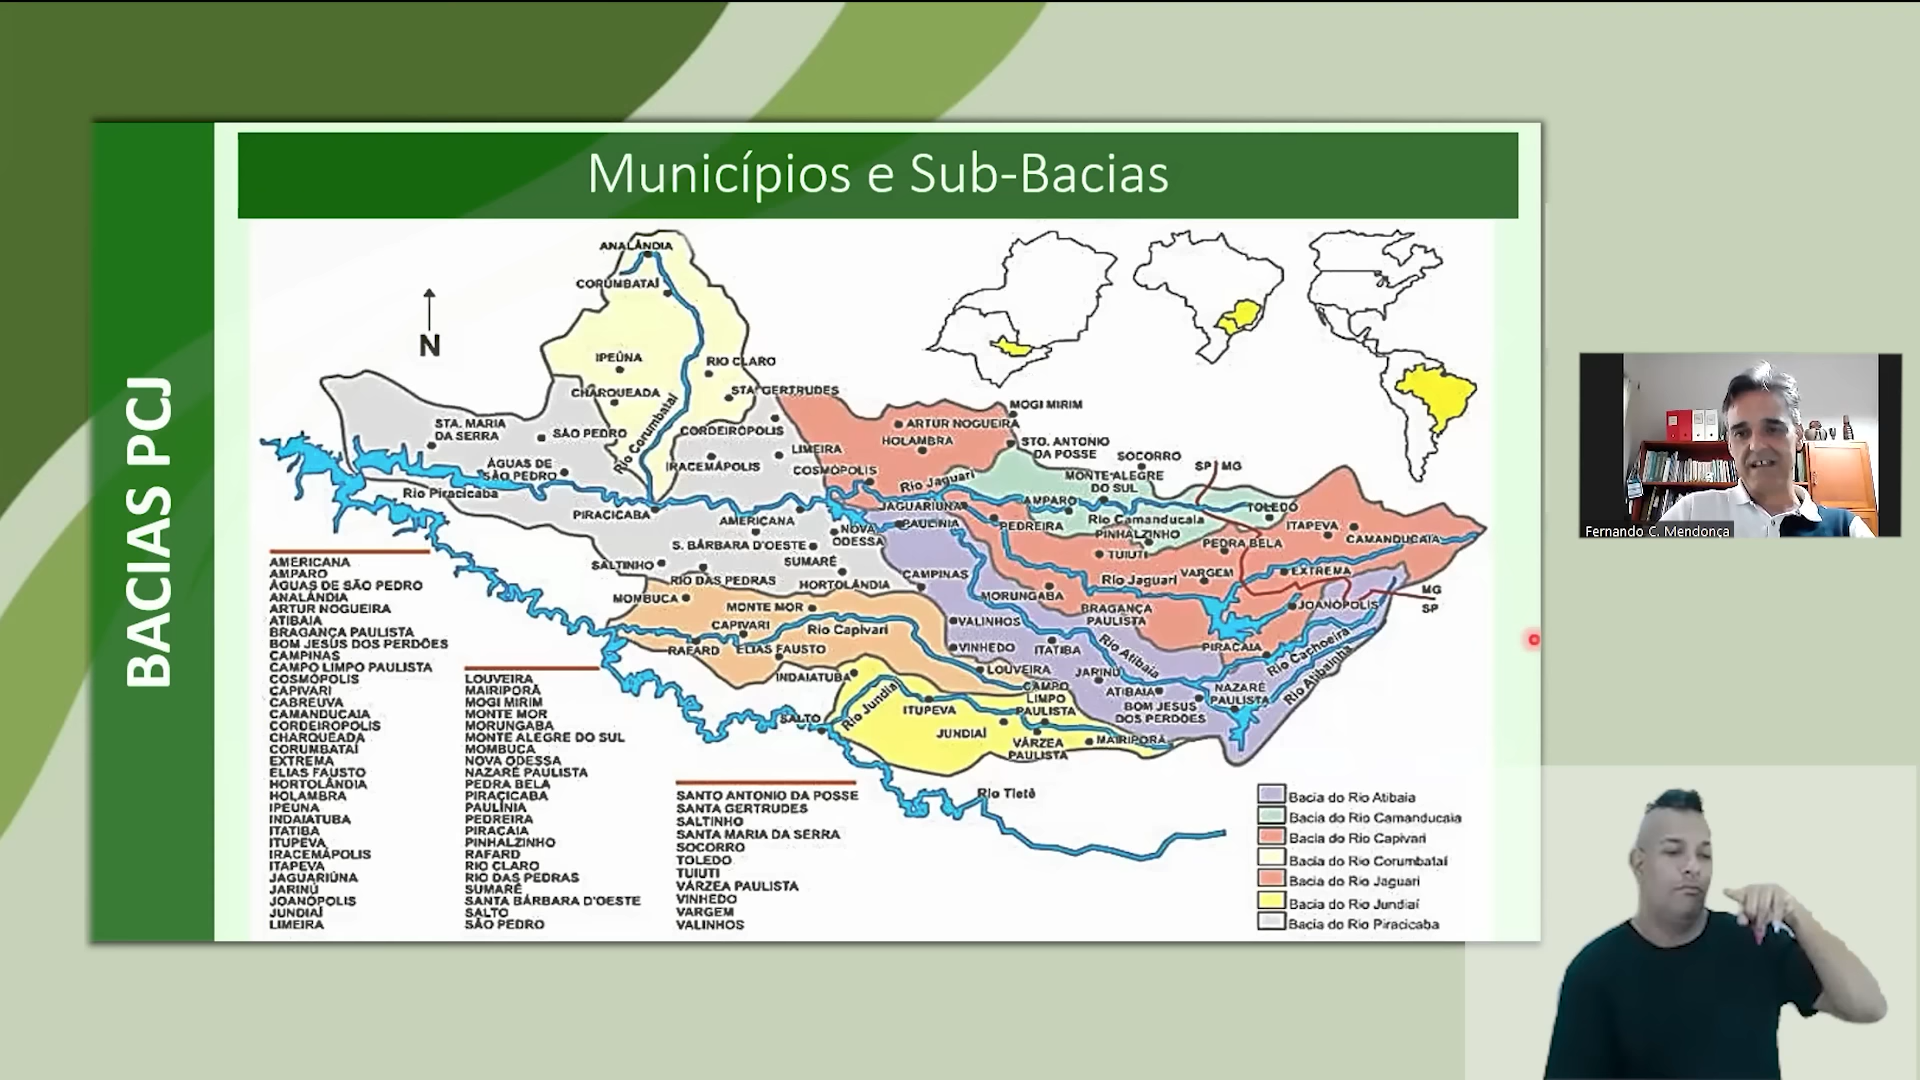 BACIAS PCJ
Municípios e Sub-Bacias
ANALÂNDIA
CORUMBATAÍ
N
IPEÚNA
RIO CLARO
CHARQUEADA
STA. GERTRUDES
Rio Corumbataí
STA. MARIA
DA SERRA
SÃO PEDRO
CORDEIRÓPOLIS
LIMEIRA
ÁGUAS DE
SÃO PEDRO
IRACEMÁPOLIS
COSMÓPOLIS
Rio Piracicaba
PIRACICABA
AMERICANA
NOVA
ODESSA
S. BÁRBARA D'OESTE
SUMARÉ
SALTINHO
RIO DAS PEDRAS
HORTOLÂNDIA
MOGI MIRIM
ARTUR NOGUEIRA
HOLAMBRA
STO. ANTONIO
DA POSSE
SOCORRO
SP
MG
MONTE ALEGRE
DO SUL
Rio Jaguari
JAGUARIUNA
AMPARO
TOLEDO
PAULÍNIA
PEDREIRA
Rio Camanducaia
ITAPEVA
PINHALZINHO
PEDRA BELA
CAMANDUCAIA
TUIUTI
CAMPINAS
Rio Jaguari
VARGEM
EXTREMA
MG
SP
MORUNGABA
BRAGANÇA
PAULISTA
JOANÓPOLIS
MOMBUCA
MONTE MOR
CAPIVARI
Rio Capivari
VALINHOS
RAFARD
ELIAS FAUSTO
VINHEDO
ITATIBA
Rio Atibaia
PIRACAIA
Rio Cachoeira
Rio Atibainha
INDAIATUBA
LOUVEIRA
JARINU
CAMPO
LIMPO
PAULISTA
ATIBAIA
NAZARÉ
PAULISTA
BOM JESUS
DOS PERDÕES
SALTO
Rio Jundiaí
ITUPEVA
JUNDIAÍ
VÁRZEA
PAULISTA
MAIRIPORÃ
Rio Tietê
AMERICANA
AMPARO
ÁGUAS DE SÃO PEDRO
ANALÂNDIA
ARTUR NOGUEIRA
ATIBAIA
BRAGANÇA PAULISTA
BOM JESUS DOS PERDÕES
CAMPINAS
CAMPO LIMPO PAULISTA
COSMÓPOLIS
CAPIVARI
CABREUVA
CAMANDUCAIA
CORDEIRÓPOLIS
CHARQUEADA
CORUMBATAÍ
EXTREMA
ELIAS FAUSTO
HORTOLÂNDIA
HOLAMBRA
IPEÚNA
INDAIATUBA
ITATIBA
ITUPEVA
IRACEMÁPOLIS
ITAPEVA
JAGUARIÚNA
JARINÚ
JOANÓPOLIS
JUNDIAÍ
LIMEIRA
LOUVEIRA
MAIRIPORÃ
MOGI MIRIM
MONTE MOR
MORUNGABA
MONTE ALEGRE DO SUL
MOMBUCA
NOVA ODESSA
NAZARÉ PAULISTA
PEDRA BELA
PIRACICABA
PAULÍNIA
PEDREIRA
PIRACAIA
PINHALZINHO
RAFARD
RIO CLARO
RIO DAS PEDRAS
SUMARÉ
SANTA BÁRBARA D'OESTE
SALTO
SÃO PEDRO
SANTO ANTONIO DA POSSE
SANTA GERTRUDES
SALTINHO
SANTA MARIA DA SERRA
SOCORRO
TOLEDO
TUIUTI
VÁRZEA PAULISTA
VINHEDO
VARGEM
VALINHOS
Bacia do Rio Atibaia
Bacia do Rio Camanducaia
Bacia do Rio Capivari
Bacia do Rio Corumbataí
Bacia do Rio Jaguari
Bacia do Rio Jundiaí
Bacia do Rio Piracicaba
Fernando C. Mendonça